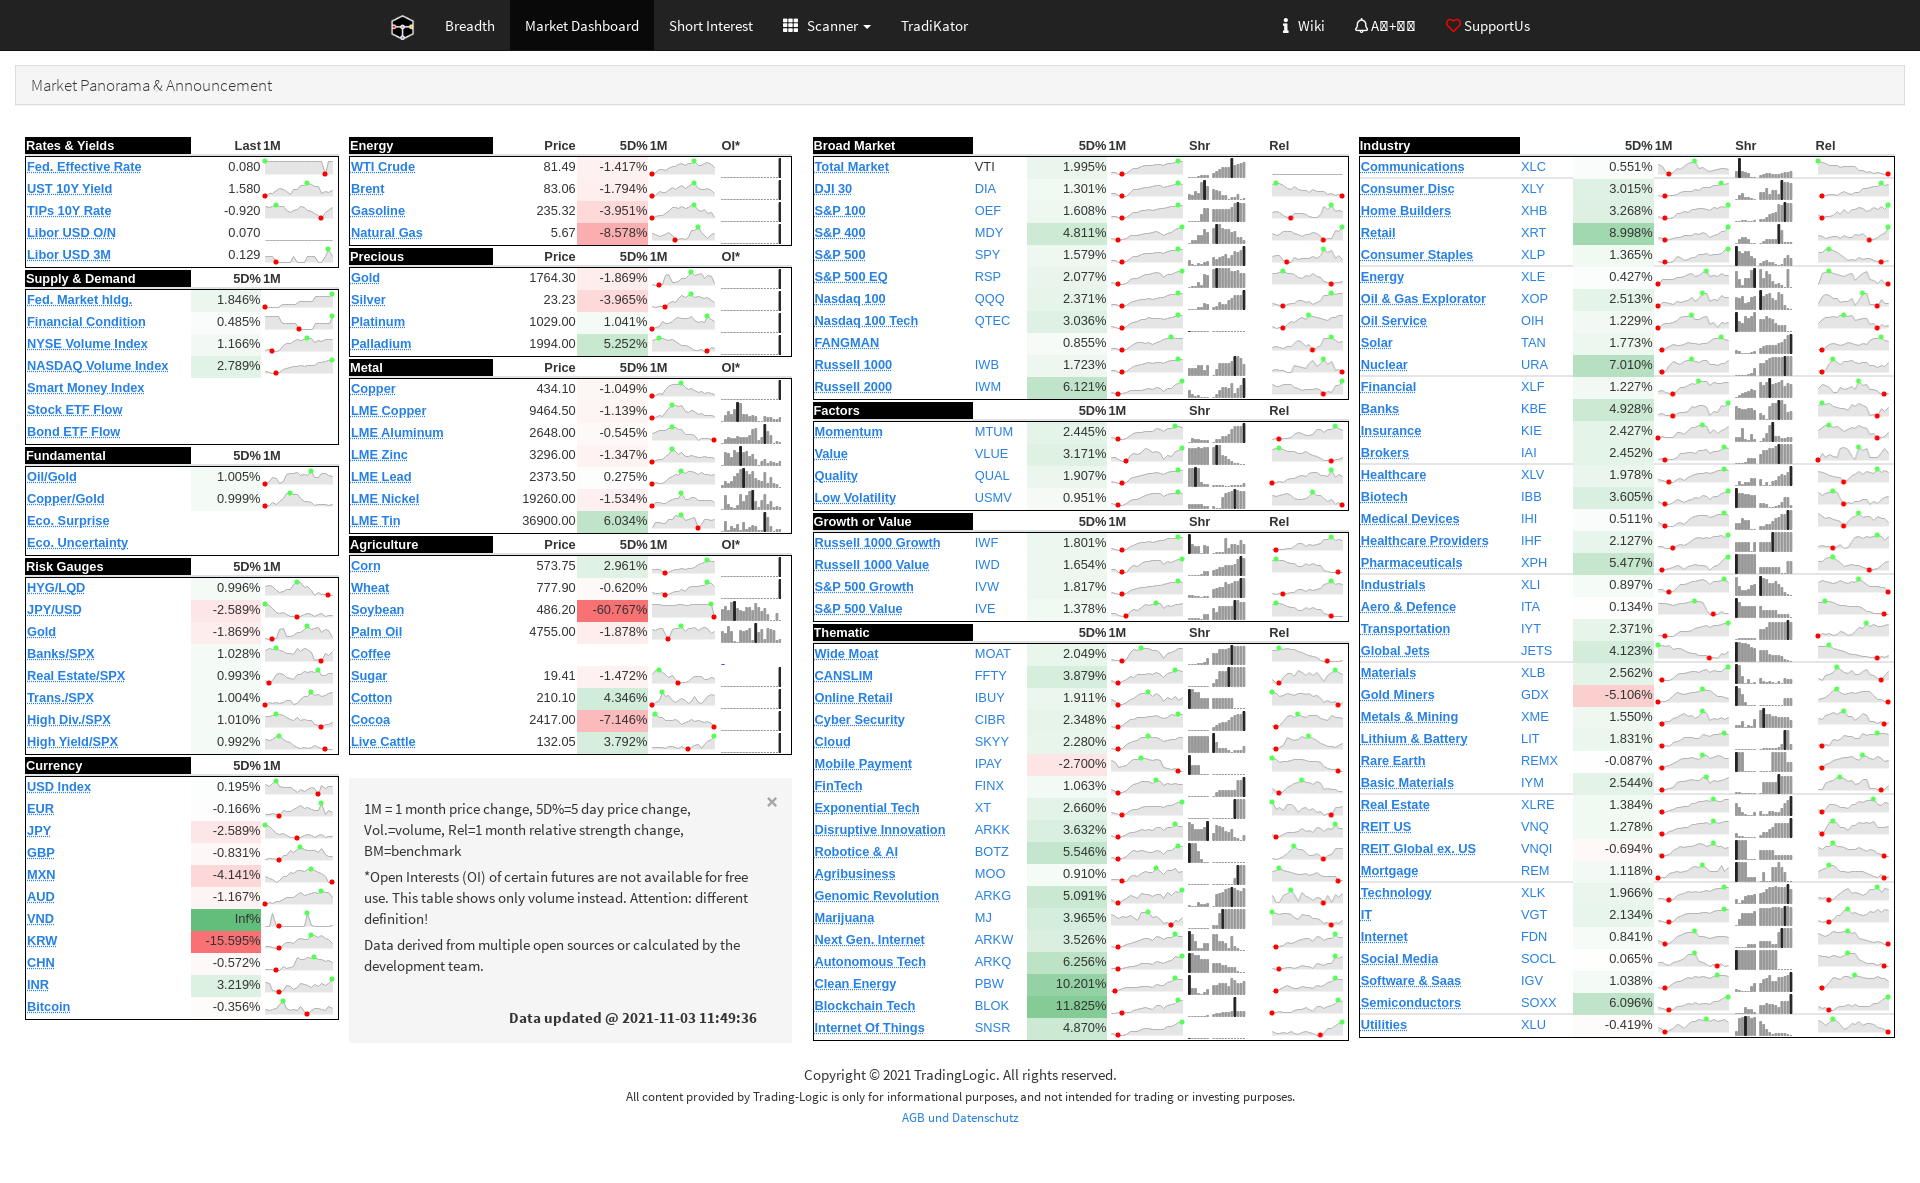 Breadth
Market Dashboard
Short Interest
Scanner
TradiKator
Wiki
SupportUs
Market Panorama & Announcement
Rates & Yields Last 1M
Fed. Effective Rate 0.080
UST 10Y Yield 1.580
TIPs 10Y Rate -0.920
Libor USD O/N 0.070
Libor USD 3M 0.129
Supply & Demand 5D% 1M
Fed. Market hldg. 1.846%
Financial Condition 0.485%
NYSE Volume Index 1.166%
NASDAQ Volume Index 2.789%
Smart Money Index
Stock ETF Flow
Bond ETF Flow
Fundamental 5D% 1M
Oil/Gold 1.005%
Copper/Gold 0.999%
Eco. Surprise
Eco. Uncertainty
Risk Gauges 5D% 1M
HYG/LQD 0.996%
JPY/USD -2.589%
Gold -1.869%
Banks/SPX 1.028%
Real Estate/SPX 0.993%
Trans./SPX 1.004%
High Div./SPX 1.010%
High Yield/SPX 0.992%
Currency 5D% 1M
USD Index 0.195%
EUR -0.166%
JPY -2.589%
GBP -0.831%
MXN -4.141%
AUD -1.167%
VND Inf%
KRW -15.595%
CHN -0.572%
INR 3.219%
Bitcoin -0.356%
Energy Price 5D% 1M OI*
WTI Crude 81.49 -1.417%
Brent 83.06 -1.794%
Gasoline 235.32 -3.951%
Natural Gas 5.67 -8.578%
Precious Price 5D% 1M OI*
Gold 1764.30 -1.869%
Silver 23.23 -3.965%
Platinum 1029.00 1.041%
Palladium 1994.00 5.252%
Metal Price 5D% 1M OI*
Copper 434.10 -1.049%
LME Copper 9464.50 -1.139%
LME Aluminum 2648.00 -0.545%
LME Zinc 3296.00 -1.347%
LME Lead 2373.50 0.275%
LME Nickel 19260.00 -1.534%
LME Tin 36900.00 6.034%
Agriculture Price 5D% 1M OI*
Corn 573.75 2.961%
Wheat 777.90 -0.620%
Soybean 486.20 -60.767%
Palm Oil 4755.00 -1.878%
Coffee -
Sugar 19.41 -1.472%
Cotton 210.10 4.346%
Cocoa 2417.00 -7.146%
Live Cattle 132.05 3.792%
×
1M = 1 month price change, 5D%=5 day price change,
Vol.=volume, Rel=1 month relative strength change,
BM=benchmark
*Open Interests (OI) of certain futures are not available for free
use. This table shows only volume instead. Attention: different
definition!
Data derived from multiple open sources or calculated by the
development team.
Data updated @ 2021-11-03 11:49:36
Broad Market 5D% 1M Shr Rel
Total Market VTI 1.995%
DJI 30 DIA 1.301%
S&P 100 OEF 1.608%
S&P 400 MDY 4.811%
S&P 500 SPY 1.579%
S&P 500 EQ RSP 2.077%
Nasdaq 100 QQQ 2.371%
Nasdaq 100 Tech QTEC 3.036%
FANGMAN 0.855%
Russell 1000 IWB 1.723%
Russell 2000 IWM 6.121%
Factors 5D% 1M Shr Rel
Momentum MTUM 2.445%
Value VLUE 3.171%
Quality QUAL 1.907%
Low Volatility USMV 0.951%
Growth or Value 5D% 1M Shr Rel
Russell 1000 Growth IWF 1.801%
Russell 1000 Value IWD 1.654%
S&P 500 Growth IVW 1.817%
S&P 500 Value IVE 1.378%
Thematic 5D% 1M Shr Rel
Wide Moat MOAT 2.049%
CANSLIM FFTY 3.879%
Online Retail IBUY 1.911%
Cyber Security CIBR 2.348%
Cloud SKYY 2.280%
Mobile Payment IPAY -2.700%
FinTech FINX 1.063%
Exponential Tech XT 2.660%
Disruptive Innovation ARKK 3.632%
Robotice & AI BOTZ 5.546%
Agribusiness MOO 0.910%
Genomic Revolution ARKG 5.091%
Marijuana MJ 3.965%
Next Gen. Internet ARKW 3.526%
Autonomous Tech ARKQ 6.256%
Clean Energy PBW 10.201%
Blockchain Tech BLOK 11.825%
Internet Of Things SNSR 4.870%
Industry 5D% 1M Shr Rel
Communications XLC 0.551%
Consumer Disc XLY 3.015%
Home Builders XHB 3.268%
Retail XRT 8.998%
Consumer Staples XLP 1.365%
Energy XLE 0.427%
Oil & Gas Explorator XOP 2.513%
Oil Service OIH 1.229%
Solar TAN 1.773%
Nuclear URA 7.010%
Financial XLF 1.227%
Banks KBE 4.928%
Insurance KIE 2.427%
Brokers IAI 2.452%
Healthcare XLV 1.978%
Biotech IBB 3.605%
Medical Devices IHI 0.511%
Healthcare Providers IHF 2.127%
Pharmaceuticals XPH 5.477%
Industrials XLI 0.897%
Aero & Defence ITA 0.134%
Transportation IYT 2.371%
Global Jets JETS 4.123%
Materials XLB 2.562%
Gold Miners GDX -5.106%
Metals & Mining XME 1.550%
Lithium & Battery LIT 1.831%
Rare Earth REMX -0.087%
Basic Materials IYM 2.544%
Real Estate XLRE 1.384%
REIT US VNQ 1.278%
REIT Global ex. US VNQI -0.694%
Mortgage REM 1.118%
Technology XLK 1.966%
IT VGT 2.134%
Internet FDN 0.841%
Social Media SOCL 0.065%
Software & Saas IGV 1.038%
Semiconductors SOXX 6.096%
Utilities XLU -0.419%
Copyright © 2021 TradingLogic. All rights reserved.
All content provided by Trading-Logic is only for informational purposes, and not intended for trading or investing purposes.
AGB und Datenschutz